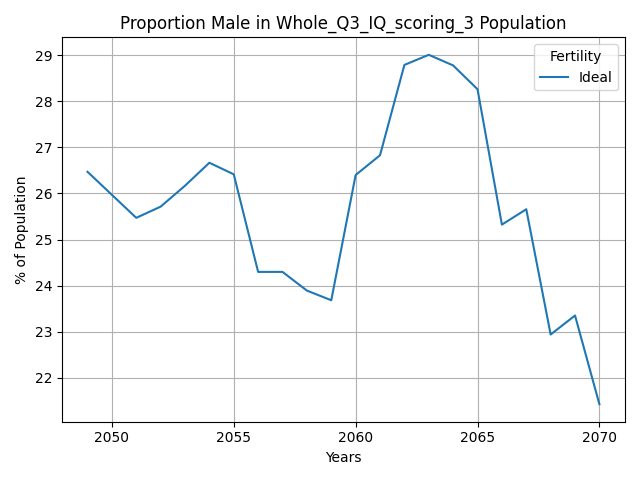 Proportion Male in Whole_Q3_IQ_scoring_3 Population
Fertility
Ideal
% of Population
29
28
27
26
25
24
23
22
2050
2055
2060
2065
2070
Years